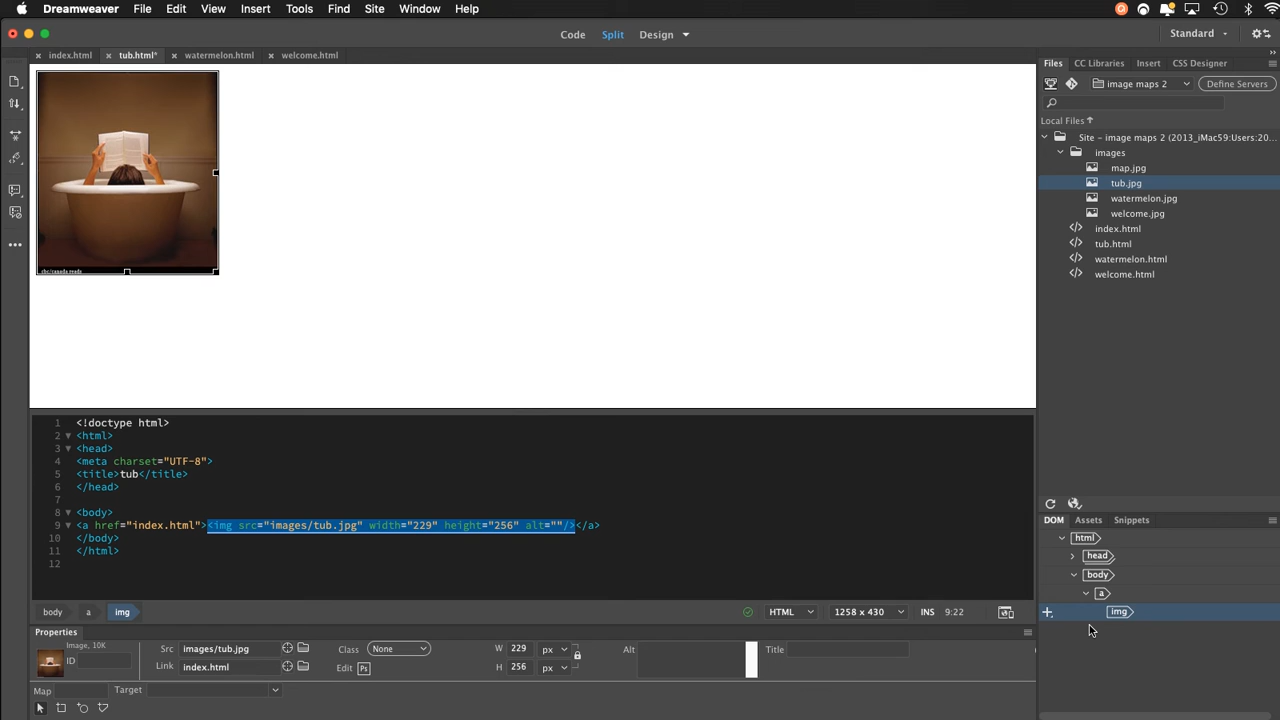 Dreamweaver File Edit View Insert Tools Find Site Window Help
Code Split Design Standard
index.html tub.html* watermelon.html welcome.html
Files CC Libraries Insert CSS Designer
image maps 2 Define Servers
Local Files
Site - image maps 2 (2013_iMac59:Users:20...
images
map.jpg
tub.jpg
watermelon.jpg
welcome.jpg
index.html
tub.html
watermelon.html
welcome.html
cbc/canada reads
1 <!doctype html>
2 <html>
3 <head>
4 <meta charset="UTF-8">
5 <title>tub</title>
6 </head>
7
8 <body>
9 <a href="index.html"><img src="images/tub.jpg" width="229" height="256" alt=""/></a>
10 </body>
11 </html>
12
DOM Assets Snippets
html
head
body
a
img
body a img HTML 1258 x 430 INS 9:22
Properties
Image, 10K
ID
Src images/tub.jpg Class None W 229 px Alt Title
Link index.html Edit Ps H 256 px
Map Target